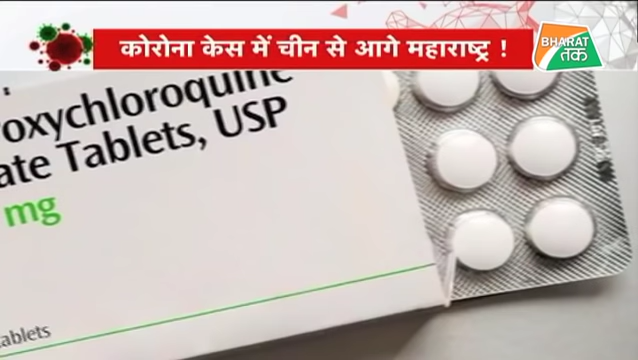 कोरोना केस में चीन से आगे महाराष्ट्र !
BHARAT
तक
oxychloroquine
ate Tablets, USP
mg
ablets